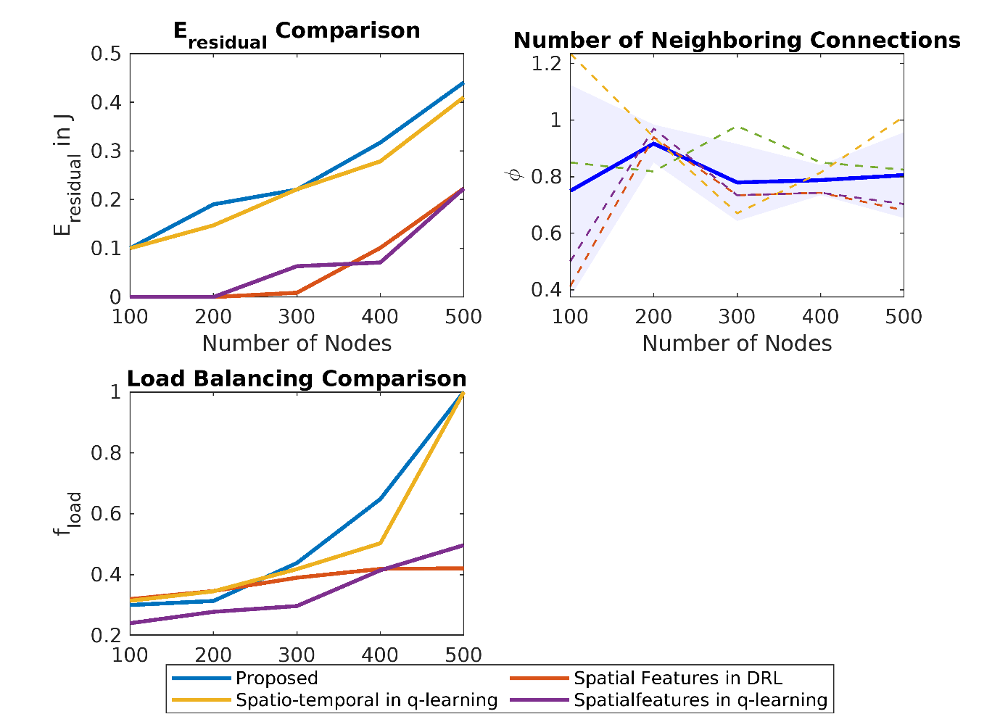 E_residual Comparison
0.5
0.4
0.3
0.2
0.1
0
E_residual in J
100 200 300 400 500
Number of Nodes
Number of Neighboring Connections
1.2
1
0.8
0.6
0.4
ϕ
100 200 300 400 500
Number of Nodes
Load Balancing Comparison
1
0.8
0.6
0.4
0.2
f_load
100 200 300 400 500
Proposed
Spatial Features in DRL
Spatio-temporal in q-learning
Spatialfeatures in q-learning